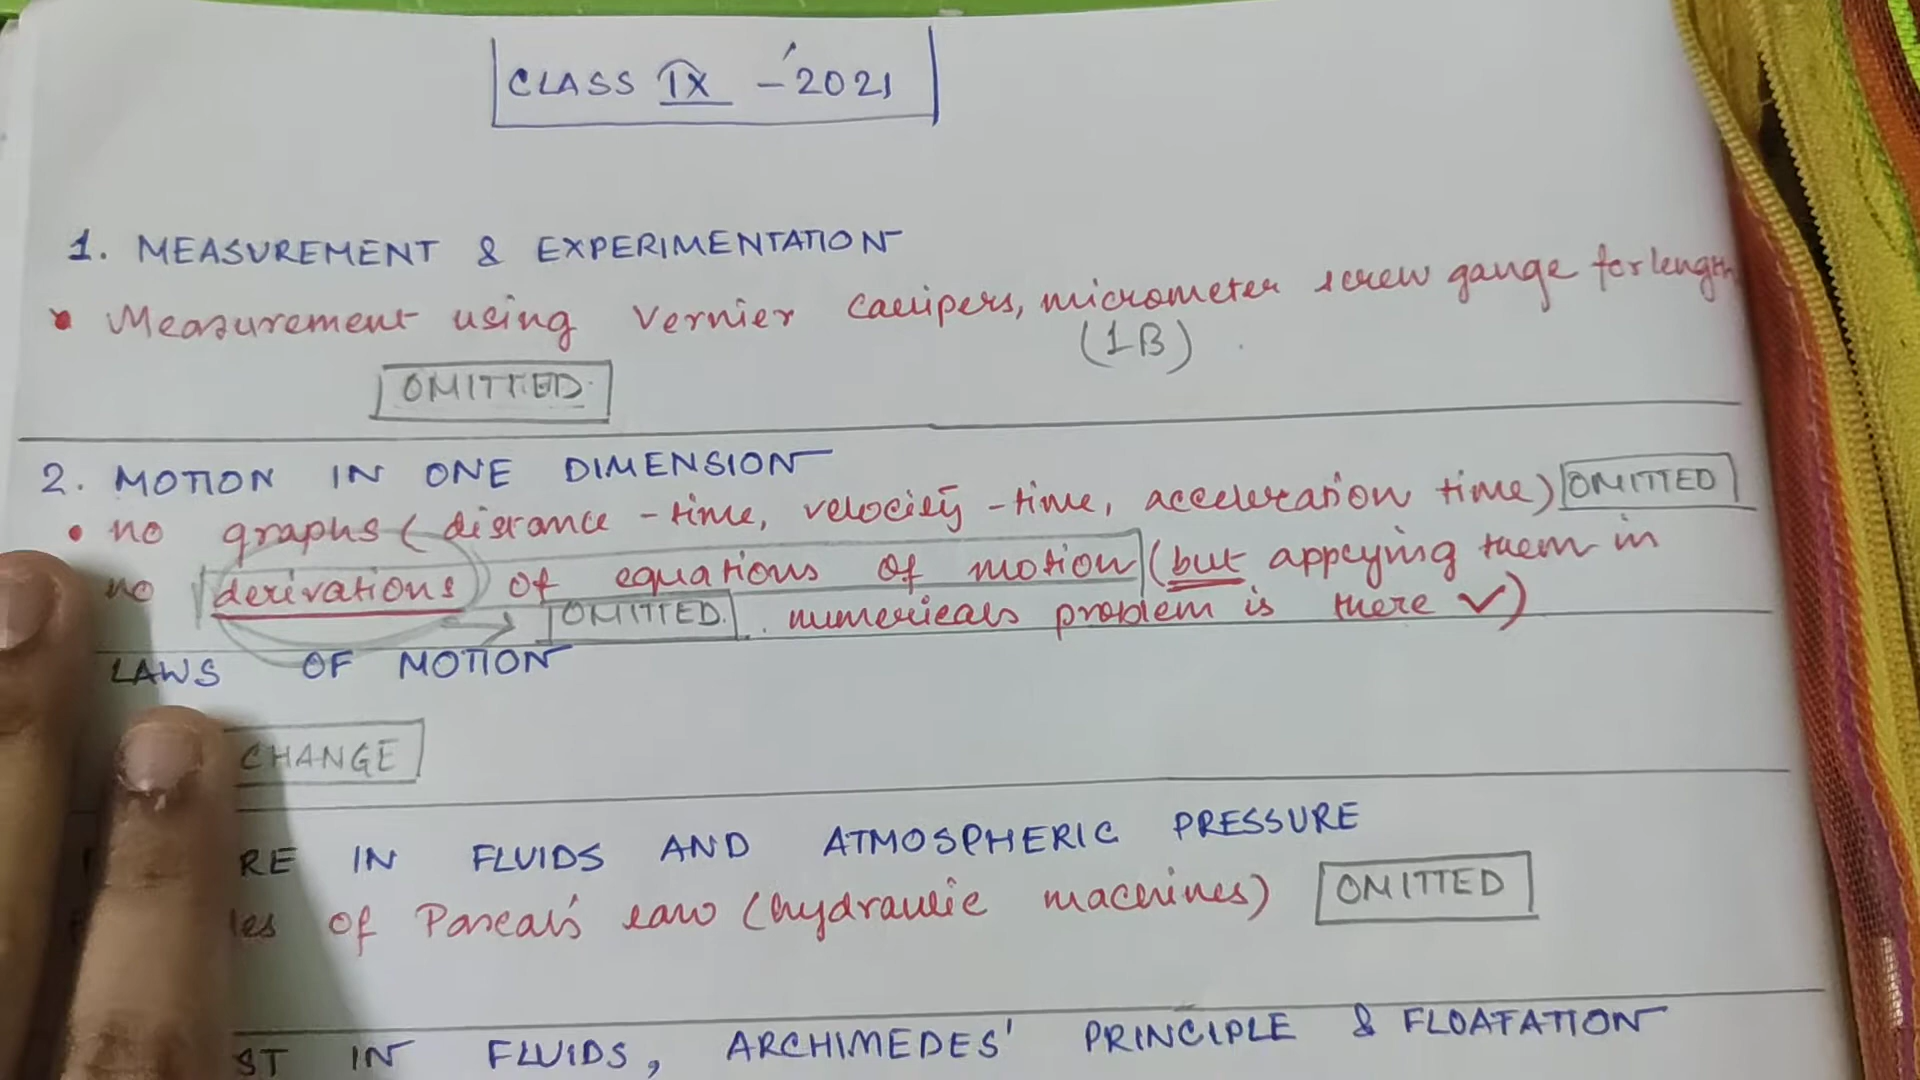 CLASS IX - '2021
1. MEASUREMENT & EXPERIMENTATION
• Measurement using Vernier Calipers, micrometer screw gauge for length
(1B)
OMITTED
2. MOTION IN ONE DIMENSION
• no graphs (distance-time, velocity-time, acceleration time) OMITTED
no derivations of equations of motion (but applying them in
OMITTED. numericals problem is there ✓)
LAWS OF MOTION
CHANGE
RE IN FLUIDS AND ATMOSPHERIC PRESSURE
les of Pascal's law (hydraulic machines) OMITTED
ST IN FLUIDS, ARCHIMEDES' PRINCIPLE & FLOATATION